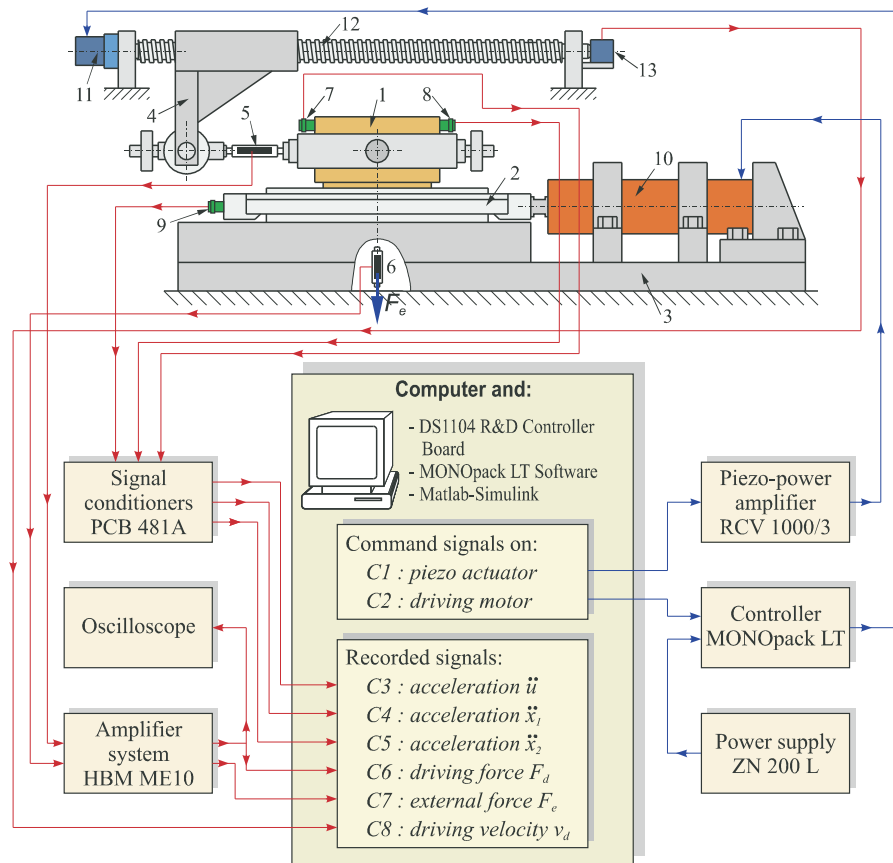 12
11
13
4
5
7
1
8
2
10
9
6
3
Fe
Computer and:
- DS1104 R&D Controller
Board
- MONOpack LT Software
- Matlab-Simulink
Signal
conditioners
PCB 481A
Piezo-power
amplifier
RCV 1000/3
Command signals on:
C1 : piezo actuator
C2 : driving motor
Oscilloscope
Controller
MONOpack LT
Recorded signals:
C3 : acceleration ü
C4 : acceleration ẍ₁
C5 : acceleration ẍ₂
C6 : driving force F_d
C7 : external force F_e
C8 : driving velocity v_d
Amplifier
system
HBM ME10
Power supply
ZN 200 L